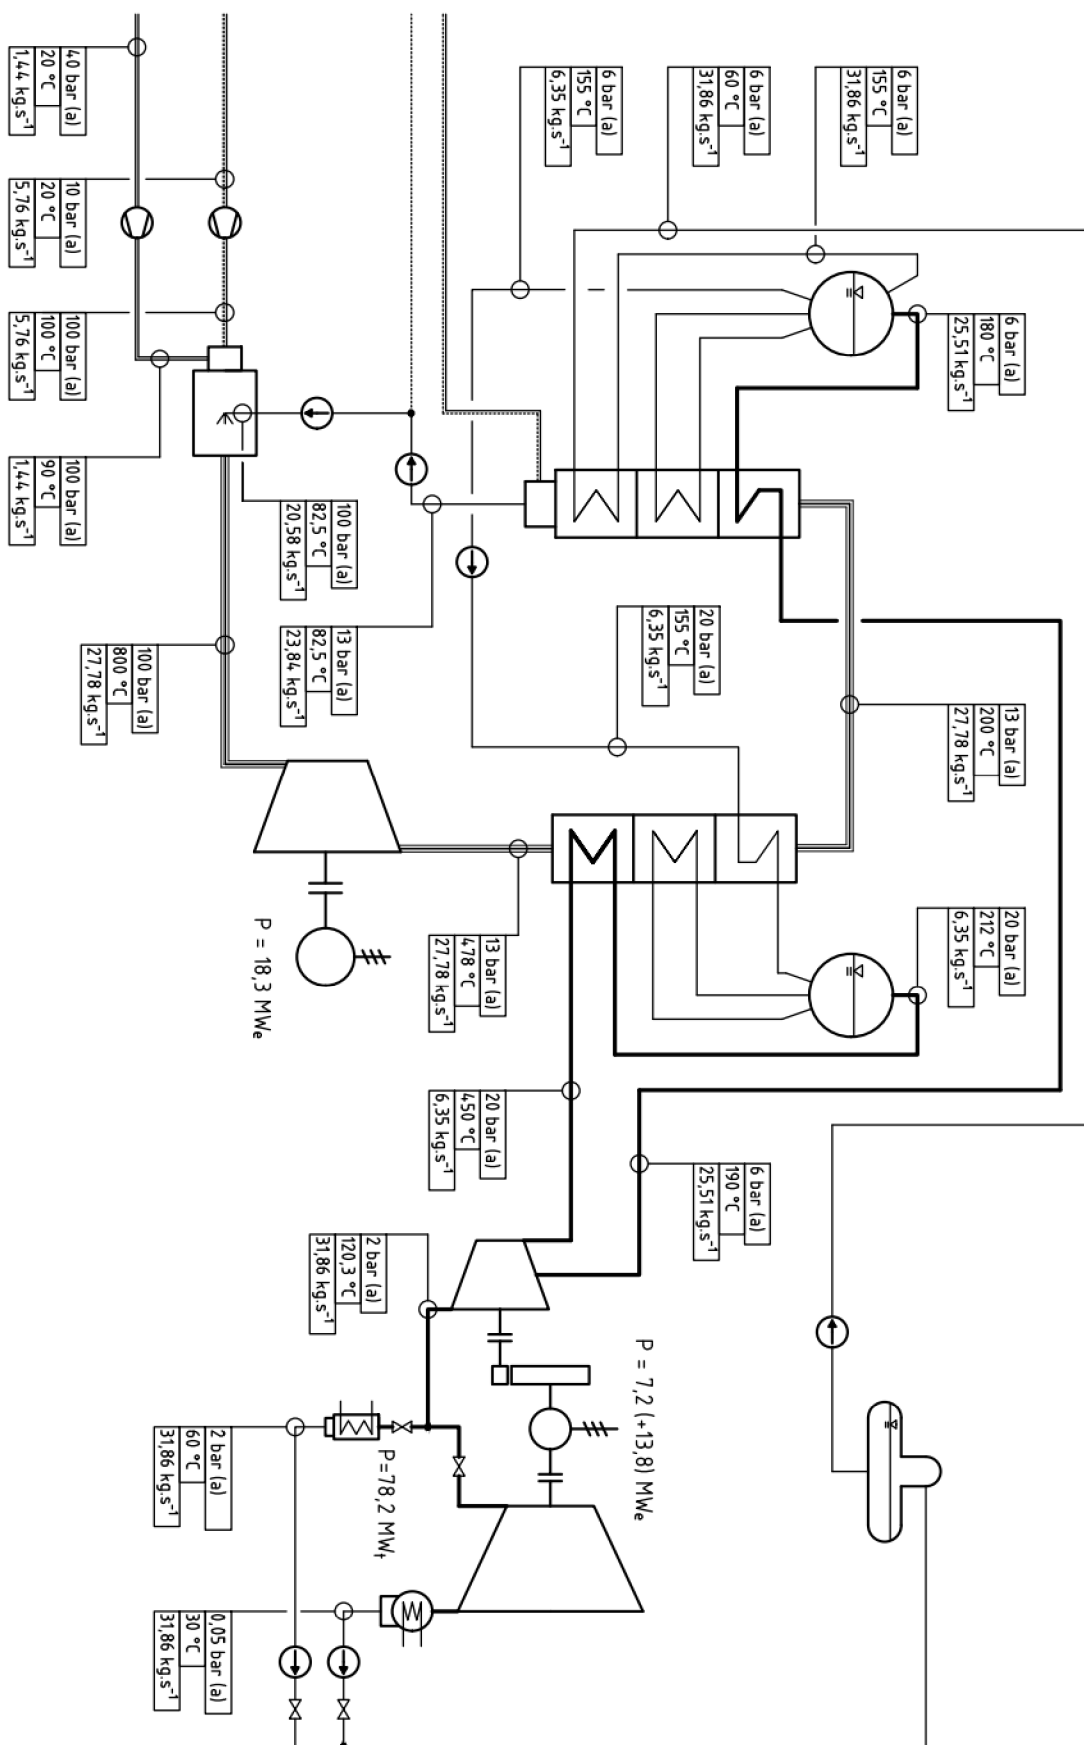 6 bar (a)
180 °C
25,51 kg.s⁻¹
13 bar (a)
200 °C
27,78 kg.s⁻¹
20 bar (a)
212 °C
6,35 kg.s⁻¹
6 bar (a)
155 °C
31,86 kg.s⁻¹
6 bar (a)
60 °C
31,86 kg.s⁻¹
6 bar (a)
190 °C
25,51 kg.s⁻¹
20 bar (a)
155 °C
6,35 kg.s⁻¹
P = 7,2 (+13,8) MWₑ
6 bar (a)
155 °C
6,35 kg.s⁻¹
13 bar (a)
478 °C
27,78 kg.s⁻¹
20 bar (a)
450 °C
6,35 kg.s⁻¹
2 bar (a)
120,3 °C
31,86 kg.s⁻¹
P=78,2 MWₜ
100 bar (a)
82,5 °C
20,58 kg.s⁻¹
13 bar (a)
82,5 °C
23,84 kg.s⁻¹
P = 18,3 MWₑ
2 bar (a)
60 °C
31,86 kg.s⁻¹
0,05 bar (a)
30 °C
31,86 kg.s⁻¹
100 bar (a)
800 °C
27,78 kg.s⁻¹
40 bar (a)
20 °C
1,44 kg.s⁻¹
10 bar (a)
20 °C
5,76 kg.s⁻¹
100 bar (a)
100 °C
5,76 kg.s⁻¹
100 bar (a)
90 °C
1,44 kg.s⁻¹